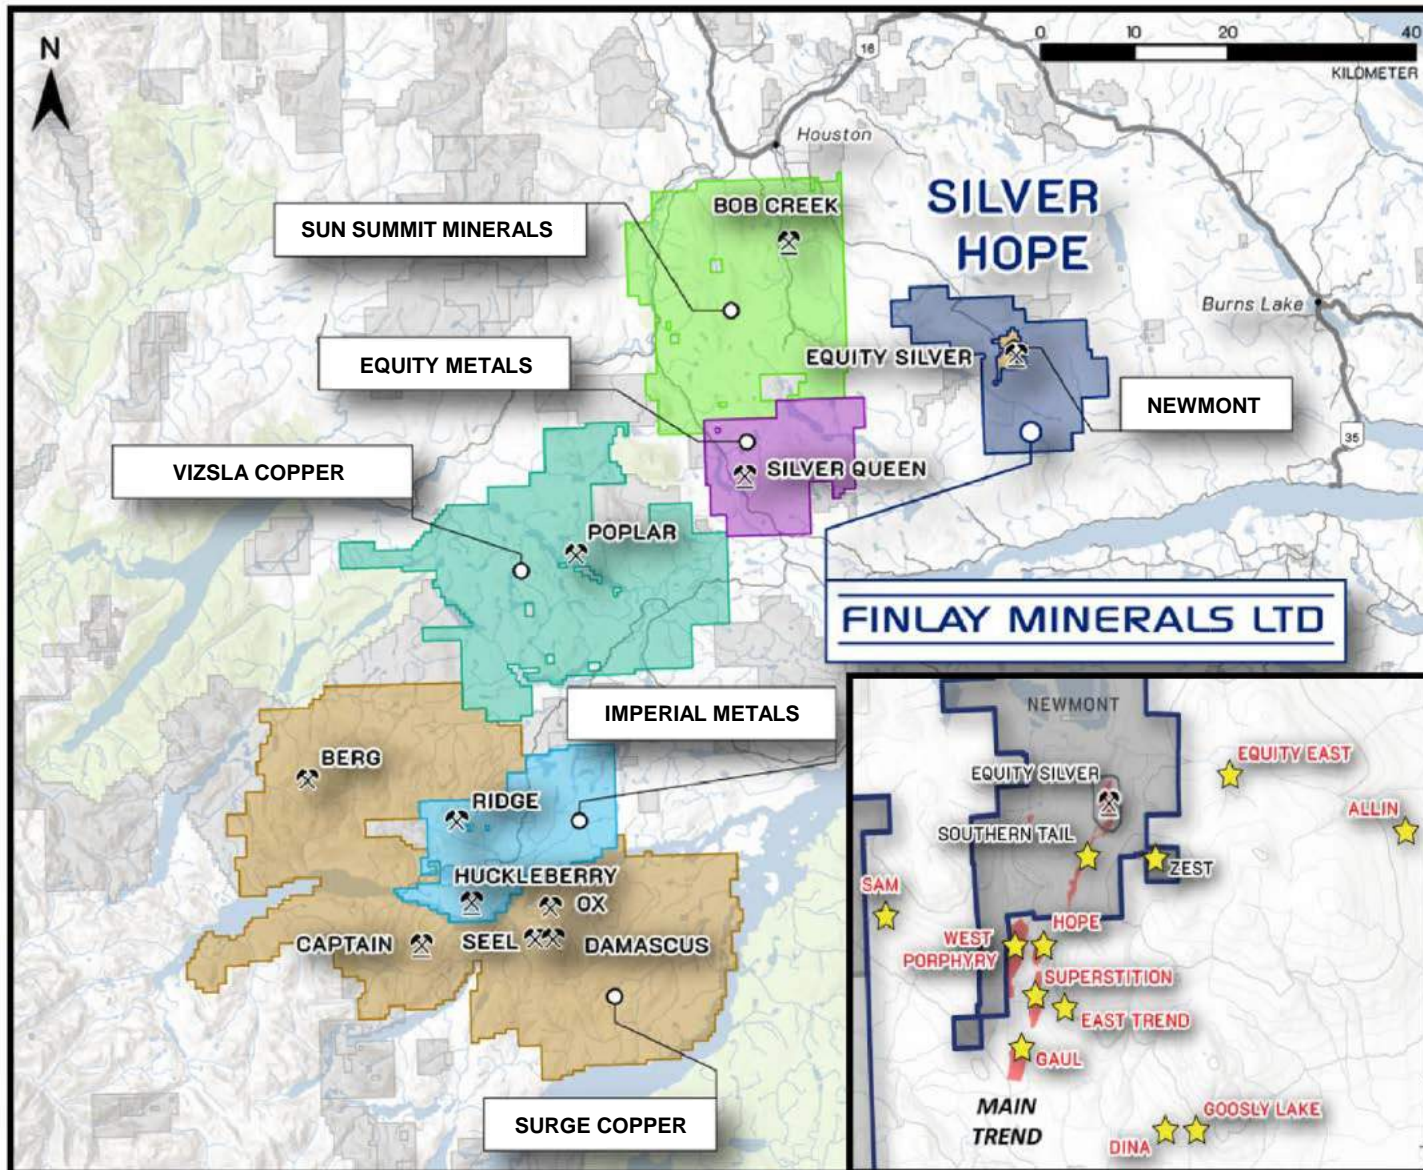 N
0
10
20
40
KILOMETER
16
Houston
SILVER
HOPE
BOB CREEK
SUN SUMMIT MINERALS
Burns Lake
EQUITY METALS
EQUITY SILVER
NEWMONT
35
VIZSLA COPPER
SILVER QUEEN
POPLAR
FINLAY MINERALS LTD
IMPERIAL METALS
BERG
RIDGE
HUCKLEBERRY
OX
CAPTAIN
SEEL
DAMASCUS
SURGE COPPER
NEWMONT
EQUITY EAST
EQUITY SILVER
ALLIN
SOUTHERN TAIL
ZEST
SAM
HOPE
WEST
PORPHYRY
SUPERSTITION
EAST TREND
GAUL
MAIN
TREND
GOOSLY LAKE
DINA